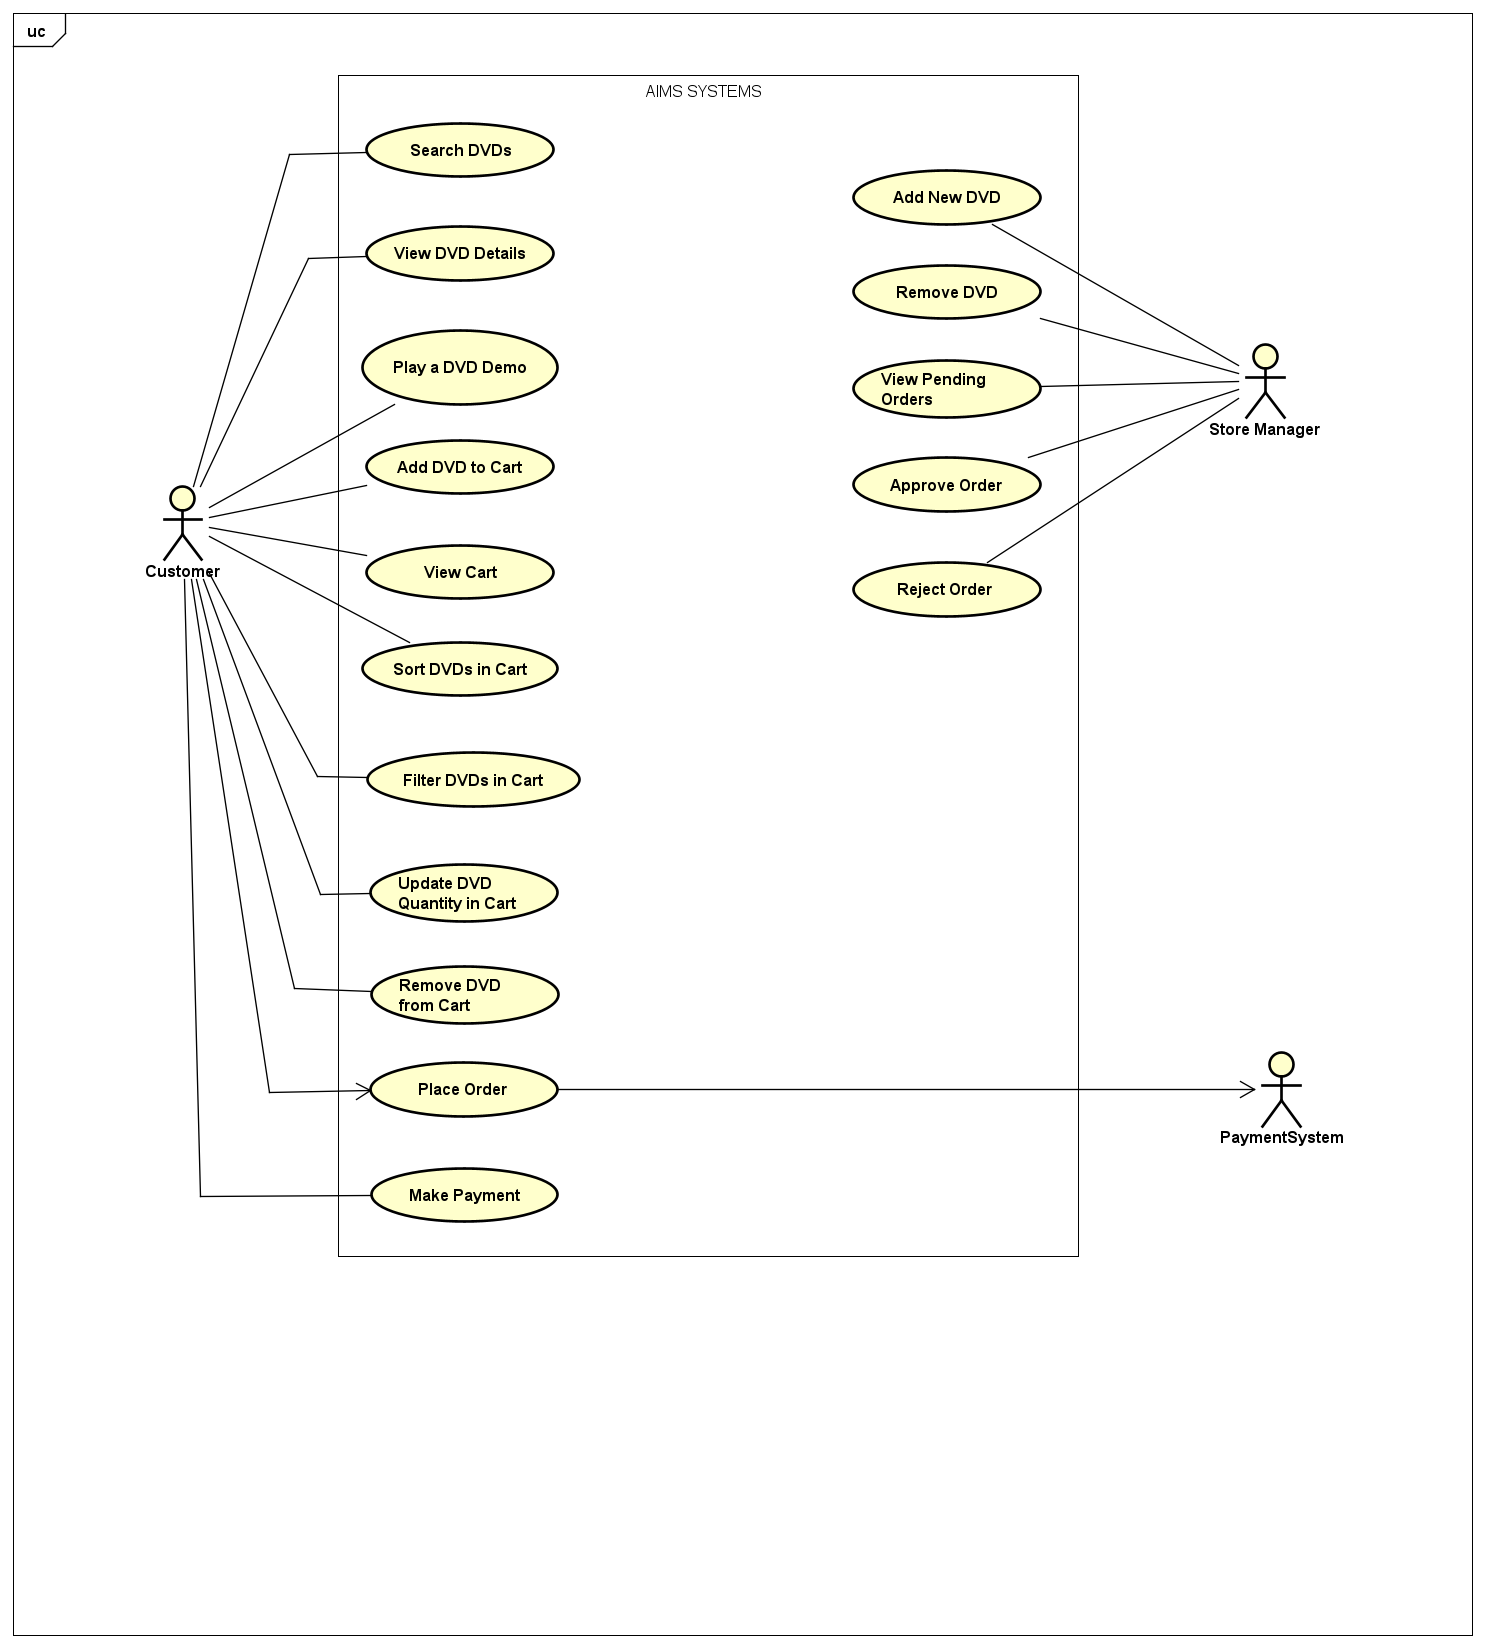 uc
AIMS SYSTEMS
Search DVDs
View DVD Details
Play a DVD Demo
Add DVD to Cart
View Cart
Sort DVDs in Cart
Filter DVDs in Cart
Update DVD
Quantity in Cart
Remove DVD
from Cart
Place Order
Make Payment
Customer
Add New DVD
Remove DVD
View Pending
Orders
Approve Order
Reject Order
Store Manager
PaymentSystem